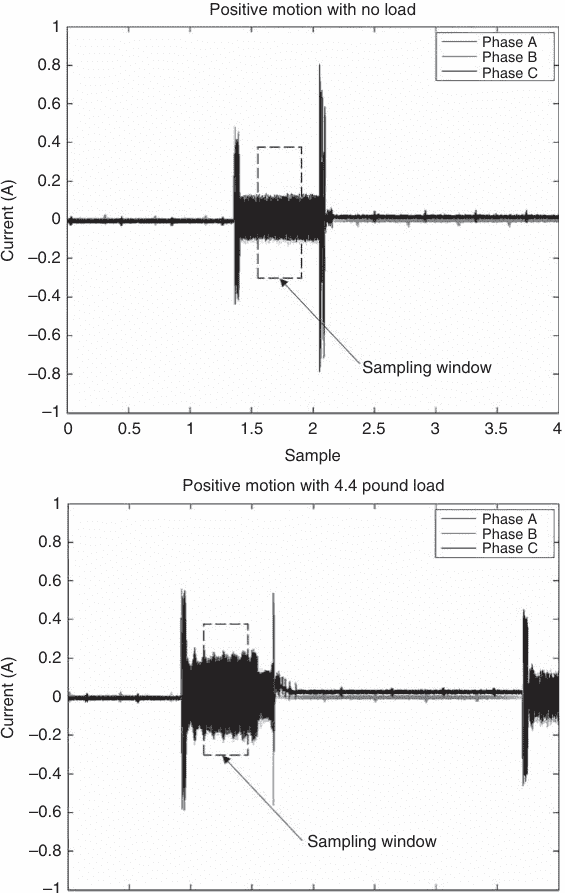 Positive motion with no load
1
0.8
0.6
0.4
0.2
0
–0.2
–0.4
–0.6
–0.8
–1
Current (A)
Phase A
Phase B
Phase C
Sampling window
0 0.5 1 1.5 2 2.5 3 3.5 4
Sample
Positive motion with 4.4 pound load
1
0.8
0.6
0.4
0.2
0
–0.2
–0.4
–0.6
–0.8
–1
Current (A)
Phase A
Phase B
Phase C
Sampling window